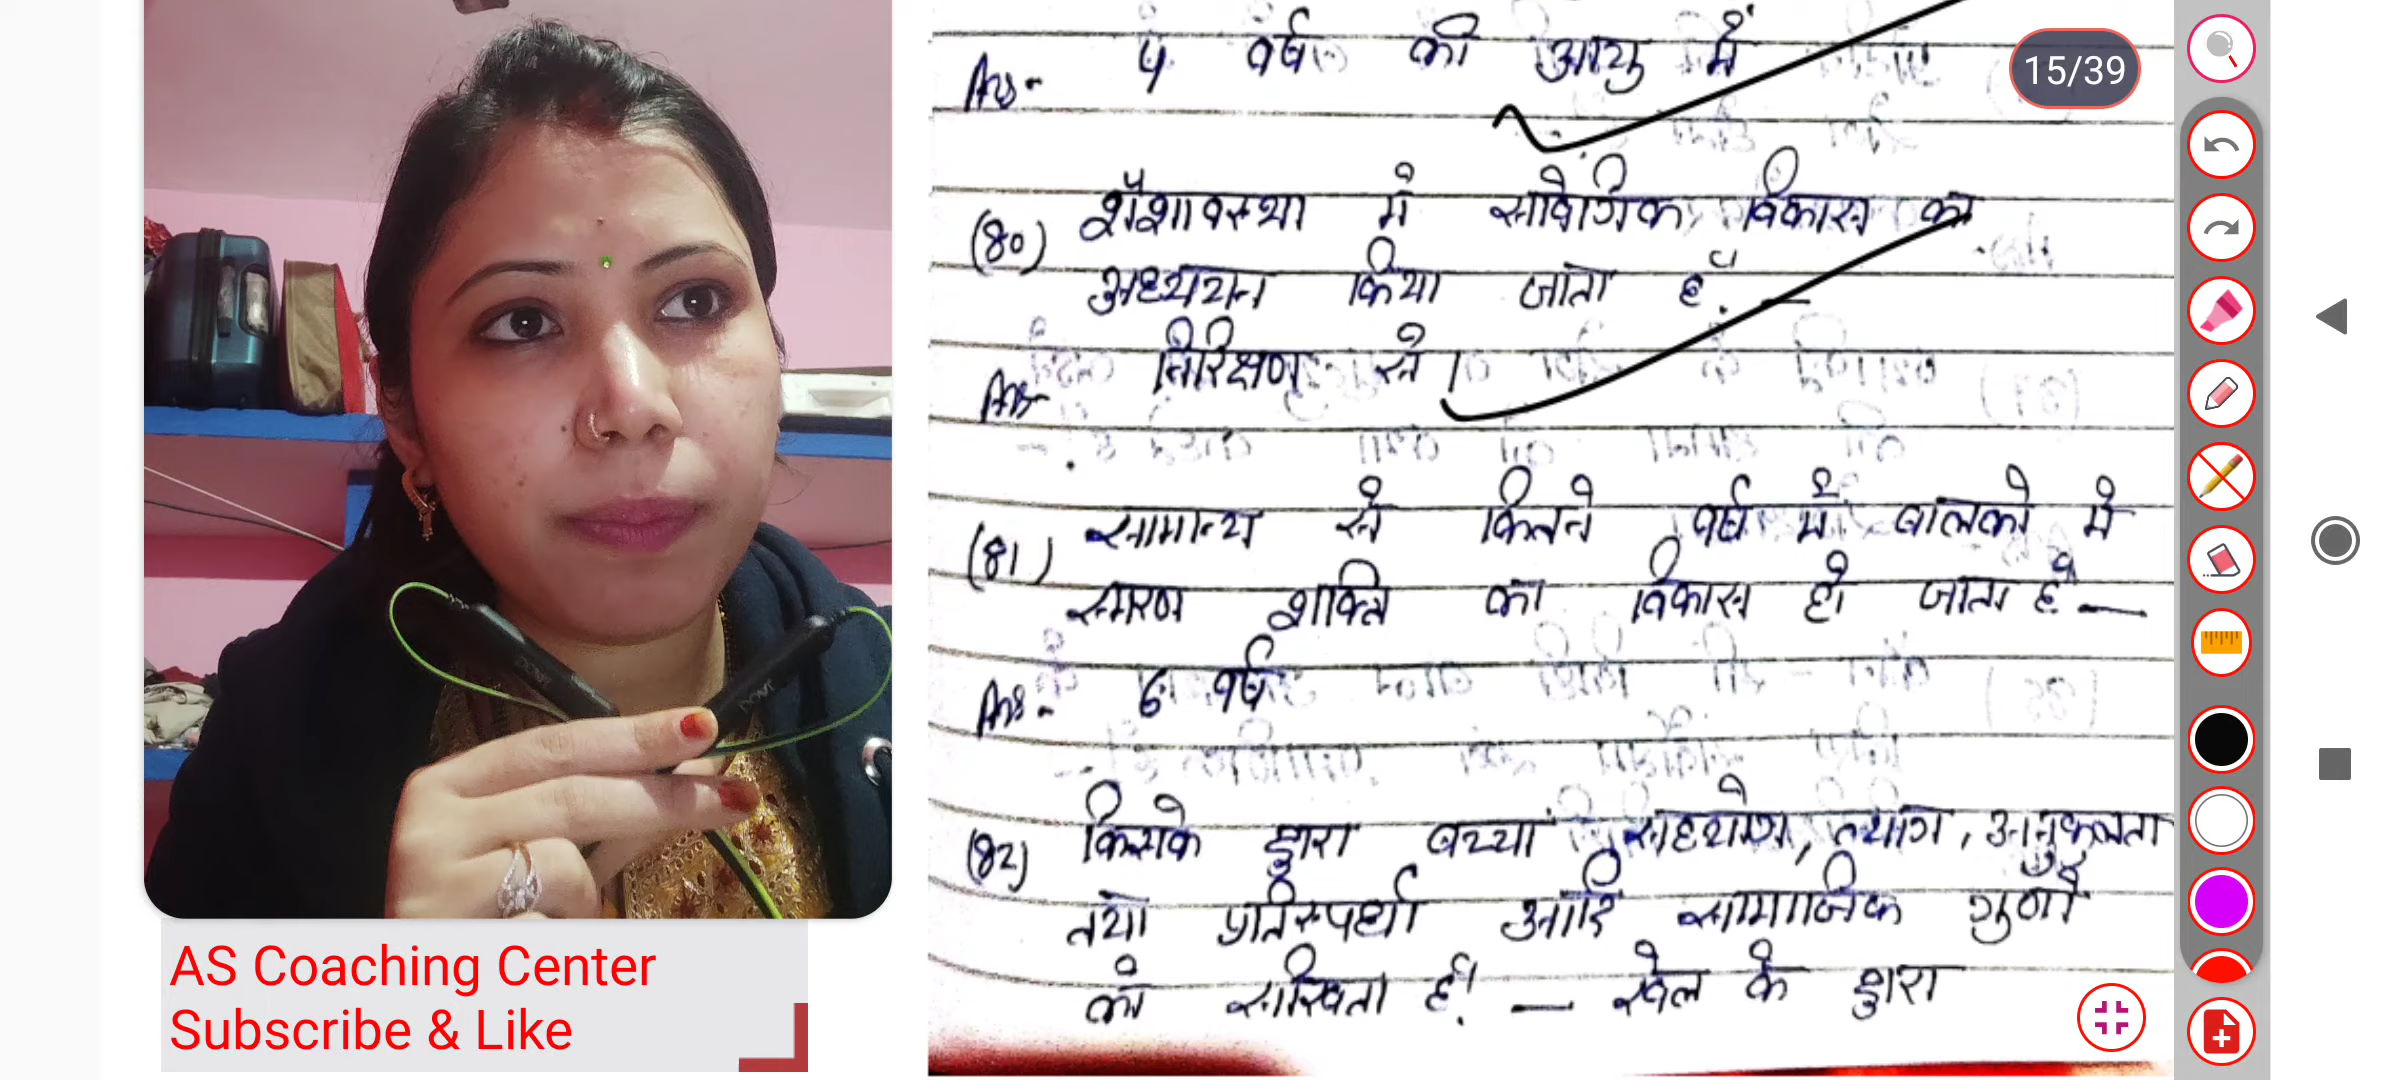 Ans- 5 वर्ष की आयु में
15/39
(80) शैशावस्था मे सांवेगिक विकास का
अध्ययन किया जाता है. —
Ans- निरिक्षण से।
(81) सामान्य से कितने वर्ष में बालको मे
स्मरण शक्ति का विकास हो जाता है —
Ans- 6 वर्ष
(82) किसके द्वारा बच्चा सहयोग, त्याग, अनुकूलता
तथा प्रतिस्पर्धा आदि सामाजिक गुणों
को सीखता है! — खेल के द्वारा
AS Coaching Center
Subscribe & Like